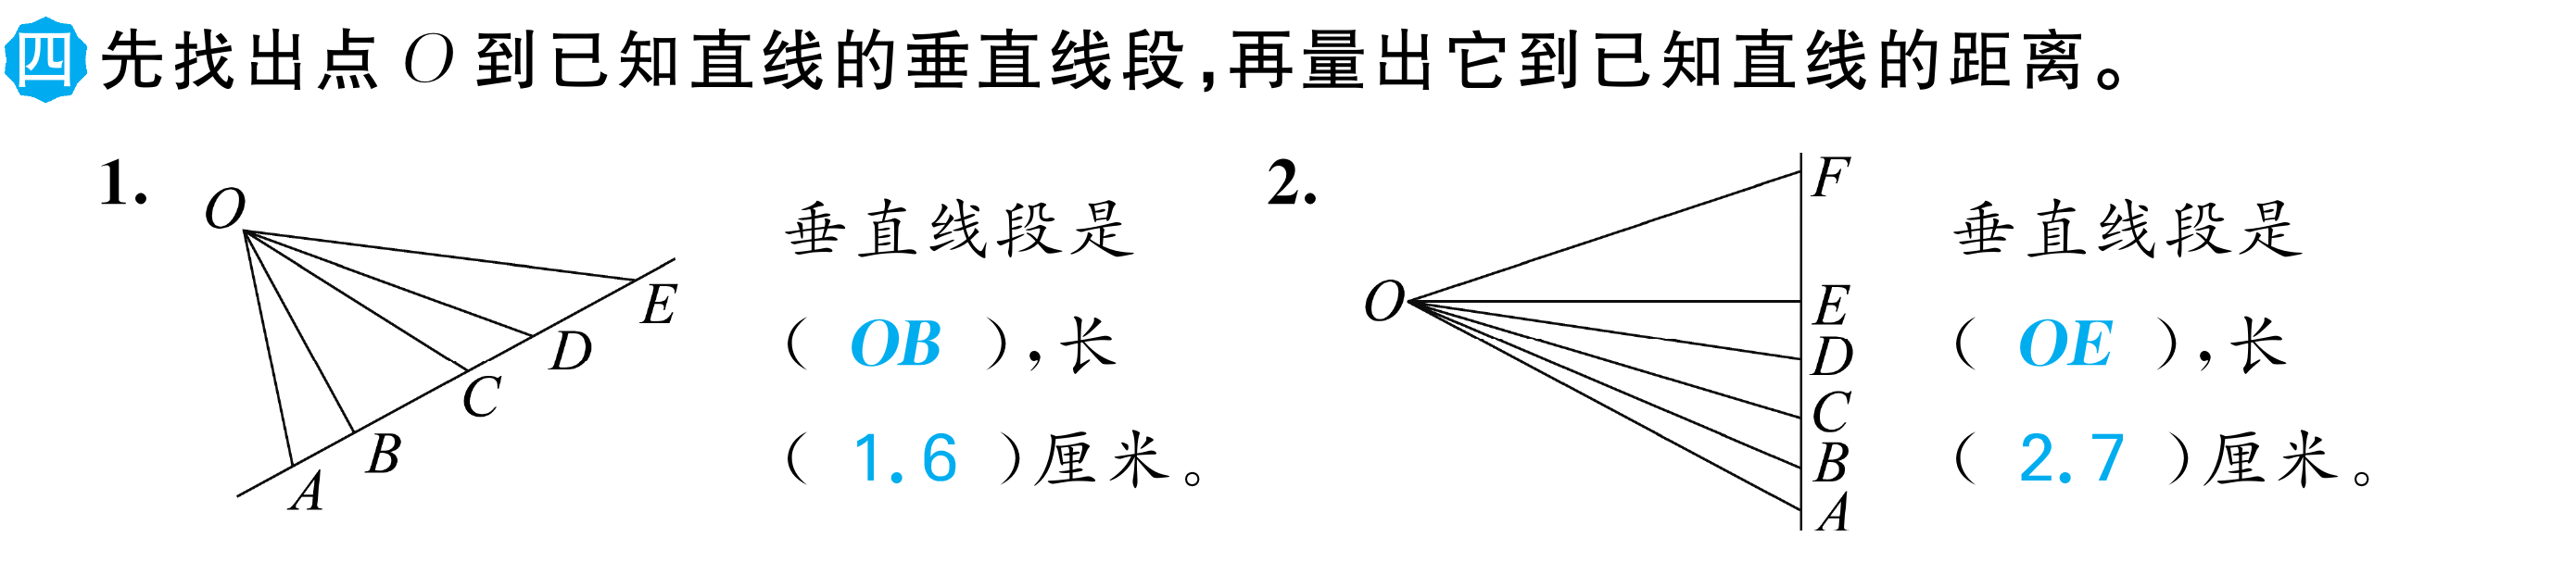 四 先找出点 O 到已知直线的垂直线段,再量出它到已知直线的距离。
1.
O
A
B
C
D
E
垂直线段是
( OB ),长
( 1.6 )厘米。
2.
O
F
E
D
C
B
A
垂直线段是
( OE ),长
( 2.7 )厘米。